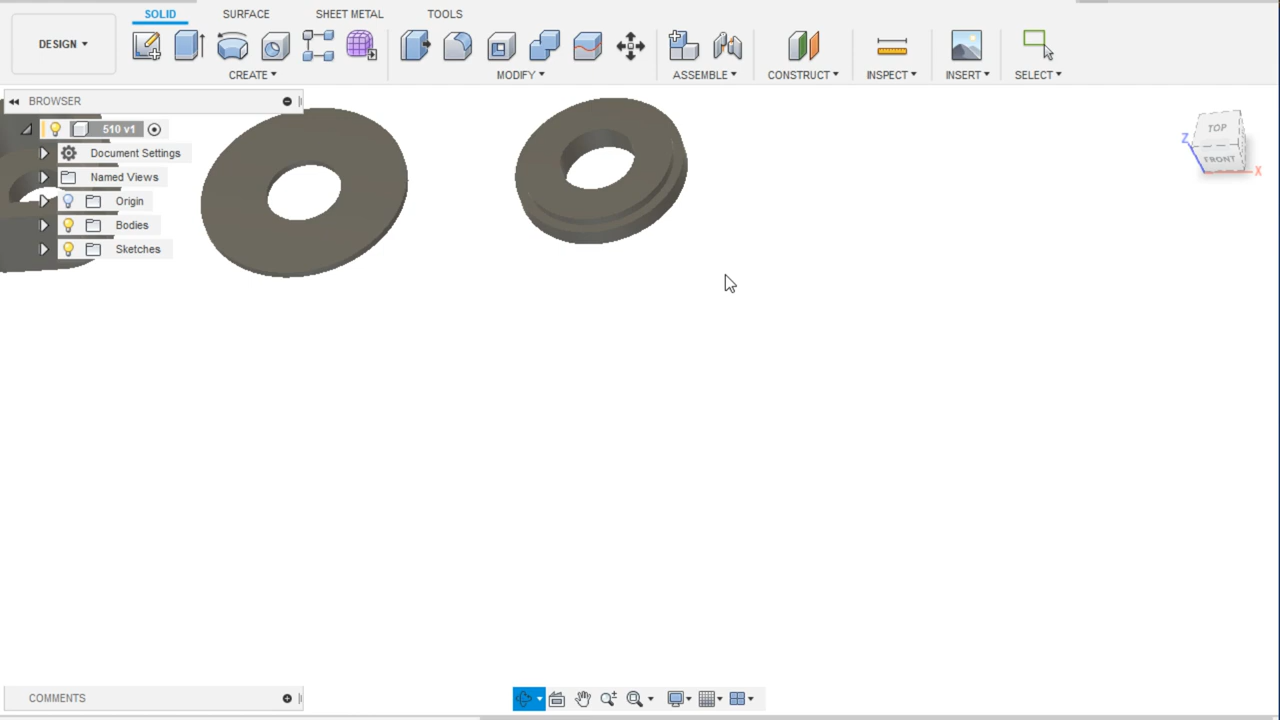 SOLID SURFACE SHEET METAL TOOLS
DESIGN
CREATE MODIFY ASSEMBLE CONSTRUCT INSPECT INSERT SELECT
BROWSER
510 v1
Document Settings
Named Views
Origin
Bodies
Sketches
TOP
FRONT
Z
X
COMMENTS